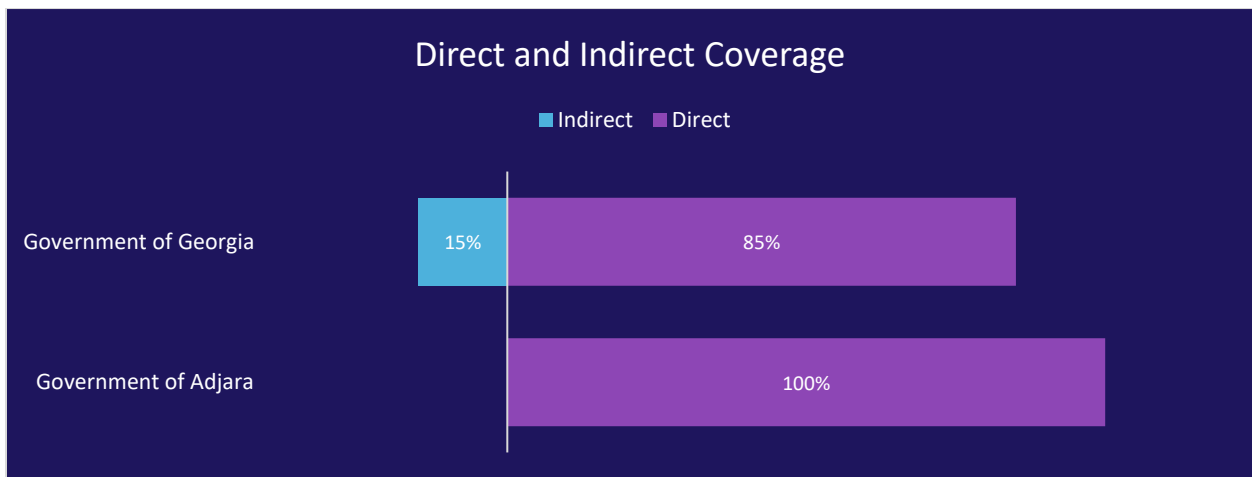 Direct and Indirect Coverage
Indirect Direct
Government of Georgia
15% 85%
Government of Adjara
100%